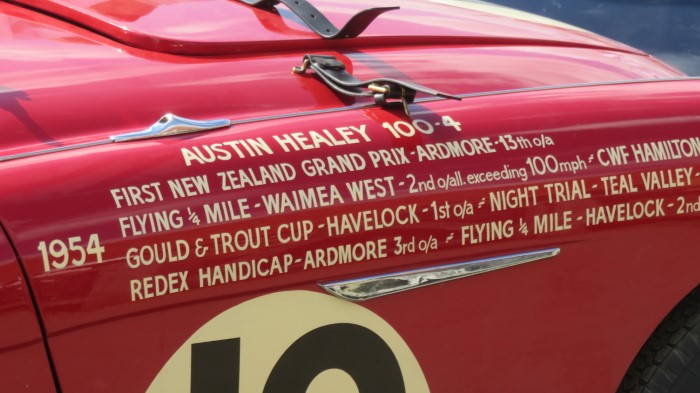 AUSTIN HEALEY 100-4
FIRST NEW ZEALAND GRAND PRIX-ARDMORE-13th o/a
FLYING ¼ MILE-WAIMEA WEST-2nd o/all. exceeding 100mph CWF HAMILTON
1954 GOULD & TROUT CUP-HAVELOCK-1st o/a NIGHT TRIAL-TEAL VALLEY-
REDEX HANDICAP-ARDMORE 3rd o/a FLYING ¼ MILE-HAVELOCK-2nd